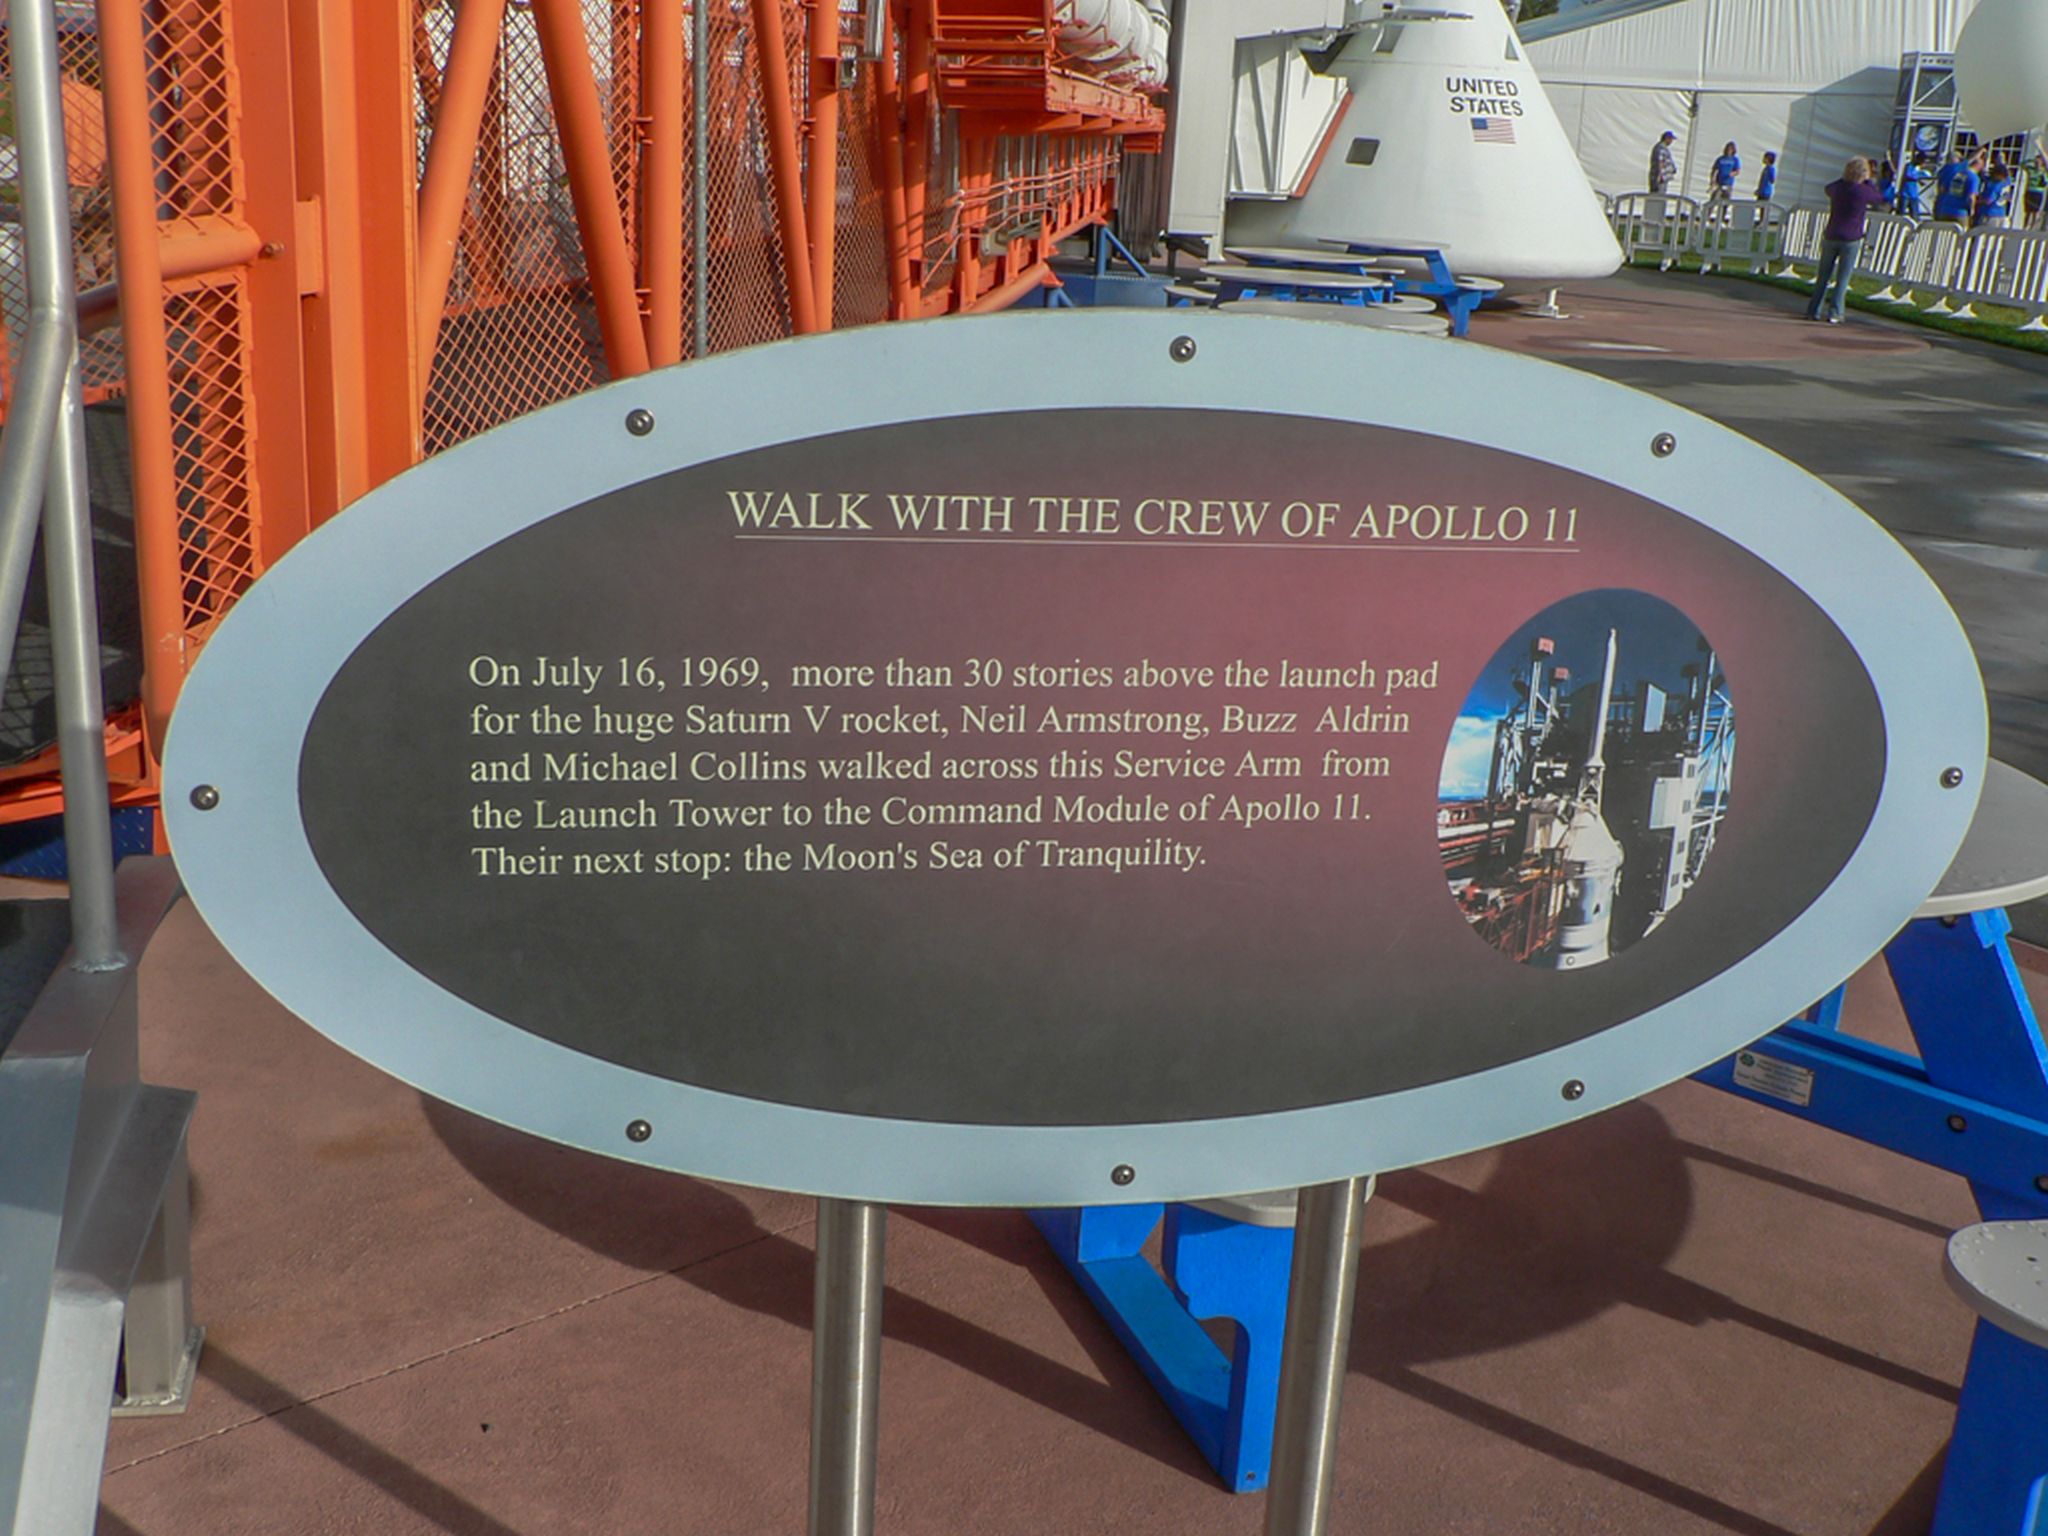 UNITED
STATES
WALK WITH THE CREW OF APOLLO 11
On July 16, 1969, more than 30 stories above the launch pad
for the huge Saturn V rocket, Neil Armstrong, Buzz Aldrin
and Michael Collins walked across this Service Arm from
the Launch Tower to the Command Module of Apollo 11.
Their next stop: the Moon's Sea of Tranquility.